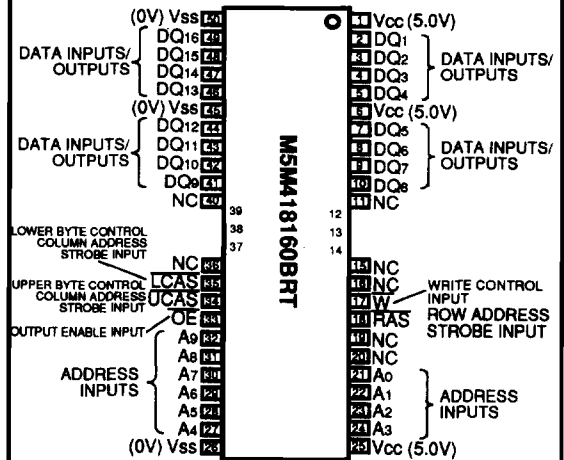 (0V) Vss 50
DQ16 49
DQ15 48
DQ14 47
DQ13 46
DATA INPUTS/
OUTPUTS
(0V) Vss 45
DQ12 44
DQ11 43
DQ10 42
DQ9 41
DATA INPUTS/
OUTPUTS
NC 40
39
38
37
LOWER BYTE CONTROL
COLUMN ADDRESS
STROBE INPUT
NC 36
LCAS 35
UPPER BYTE CONTROL
COLUMN ADDRESS
STROBE INPUT
UCAS 34
OUTPUT ENABLE INPUT
OE 33
A9 32
A8 31
A7 30
A6 29
A5 28
A4 27
ADDRESS
INPUTS
(0V) Vss 26
M5M418160BRT
1 Vcc (5.0V)
2 DQ1
3 DQ2
4 DQ3
5 DQ4
DATA INPUTS/
OUTPUTS
6 Vcc (5.0V)
7 DQ5
8 DQ6
9 DQ7
10 DQ8
DATA INPUTS/
OUTPUTS
11 NC
12
13
14
15 NC
16 NC
17 W
WRITE CONTROL
INPUT
18 RAS
ROW ADDRESS
STROBE INPUT
19 NC
20 NC
21 A0
22 A1
23 A2
24 A3
ADDRESS
INPUTS
25 Vcc (5.0V)